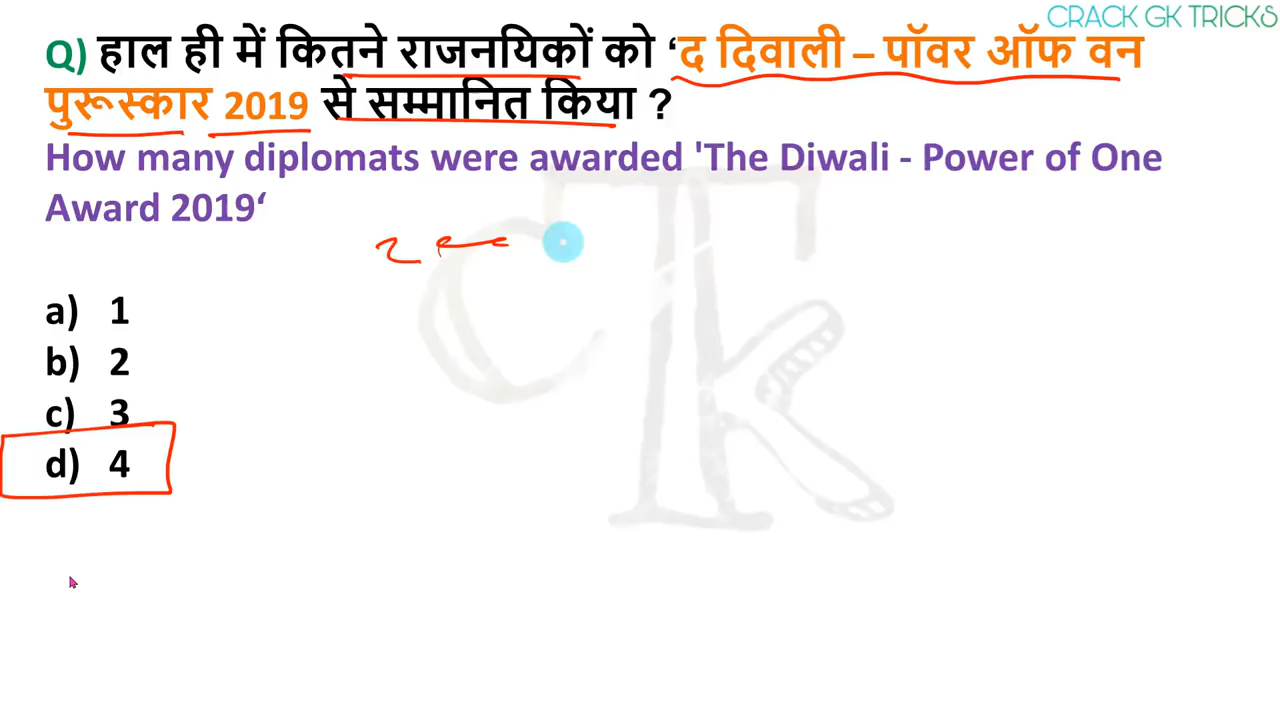 CRACK GK TRICKS
Q) हाल ही में कितने राजनयिकों को ‘द दिवाली – पॉवर ऑफ वन
पुरूस्कार 2019 से सम्मानित किया ?
How many diplomats were awarded 'The Diwali - Power of One
Award 2019‘
a) 1
b) 2
c) 3
d) 4